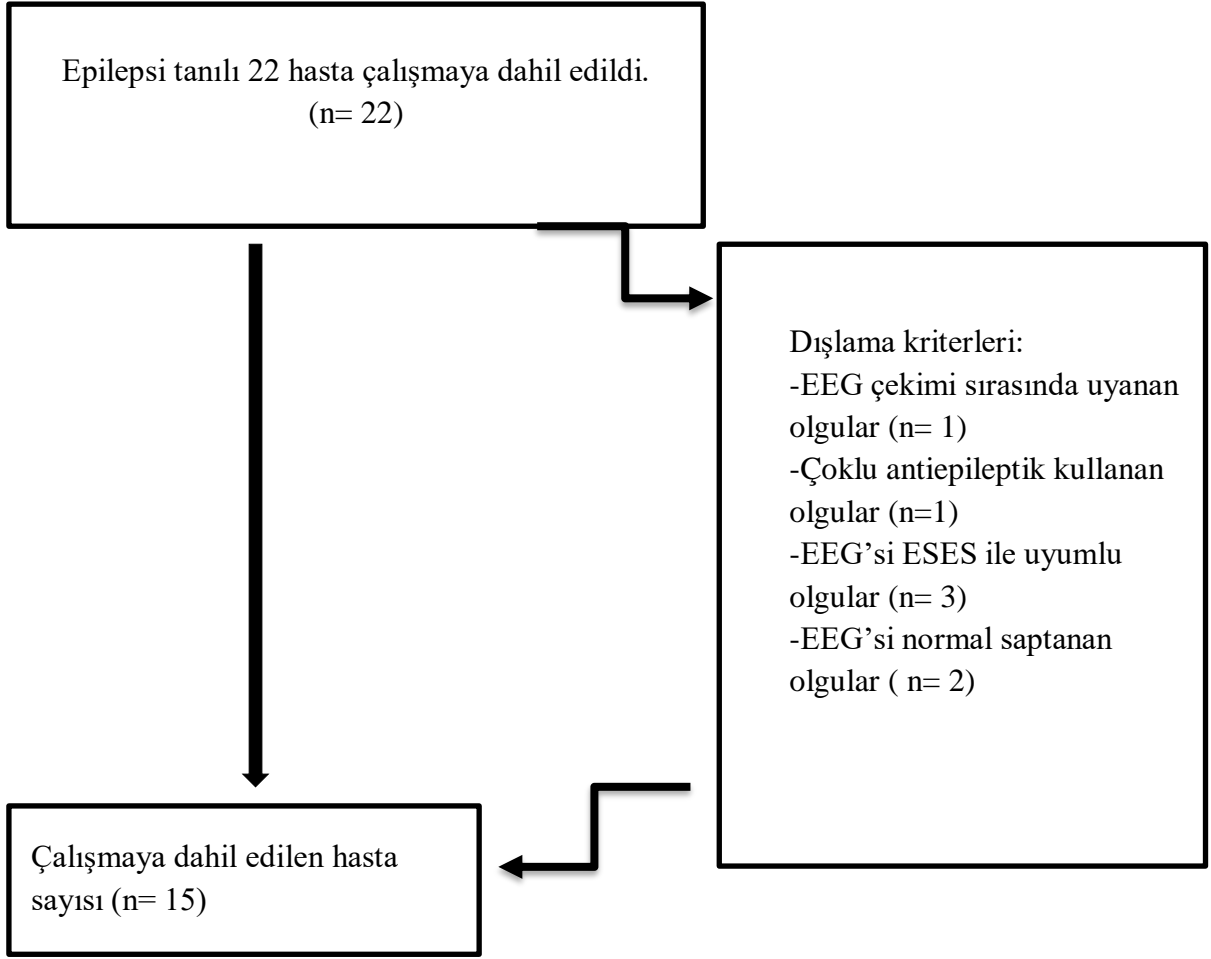 Epilepsi tanılı 22 hasta çalışmaya dahil edildi.
(n= 22)
Dışlama kriterleri:
-EEG çekimi sırasında uyanan
olgular (n= 1)
-Çoklu antiepileptik kullanan
olgular (n=1)
-EEG’si ESES ile uyumlu
olgular (n= 3)
-EEG’si normal saptanan
olgular ( n= 2)
Çalışmaya dahil edilen hasta
sayısı (n= 15)